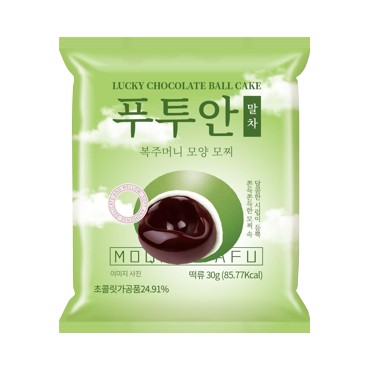 LUCKY CHOCOLATE BALL CAKE
푸투안
말차
복주머니 모양 모찌
달콤한 시럽이 듬뿍
쫀득쫀득한 모찌 속
이미지 사진
떡류 30g (85.77Kcal)
초콜릿가공품24.91%